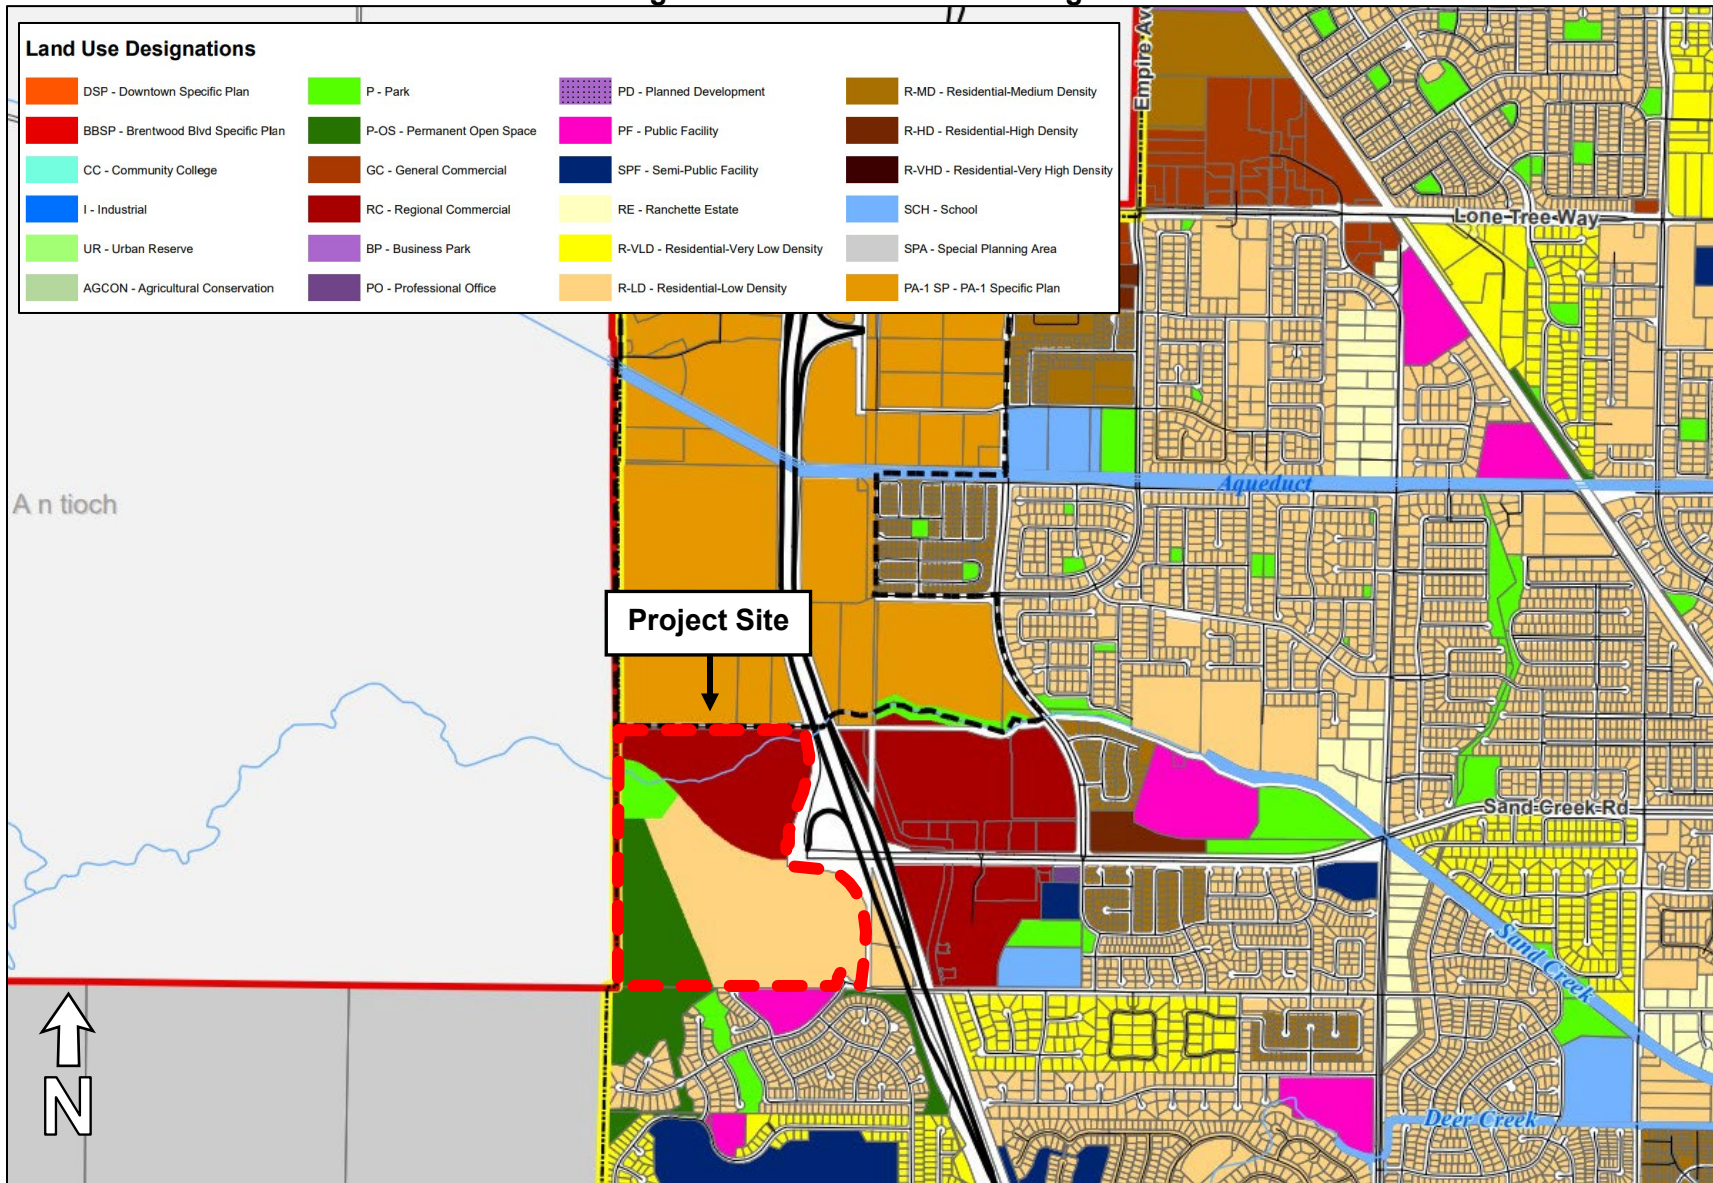 Land Use Designations
DSP - Downtown Specific Plan
BBSP - Brentwood Blvd Specific Plan
CC - Community College
I - Industrial
UR - Urban Reserve
AGCON - Agricultural Conservation
P - Park
P-OS - Permanent Open Space
GC - General Commercial
RC - Regional Commercial
BP - Business Park
PO - Professional Office
PD - Planned Development
PF - Public Facility
SPF - Semi-Public Facility
RE - Ranchette Estate
R-VLD - Residential-Very Low Density
R-LD - Residential-Low Density
R-MD - Residential-Medium Density
R-HD - Residential-High Density
R-VHD - Residential-Very High Density
SCH - School
SPA - Special Planning Area
PA-1 SP - PA-1 Specific Plan
Empire Av
Lone Tree Way
Aqueduct
An tioch
Project Site
Sand Creek Rd
Sand Creek
Deer Creek
N